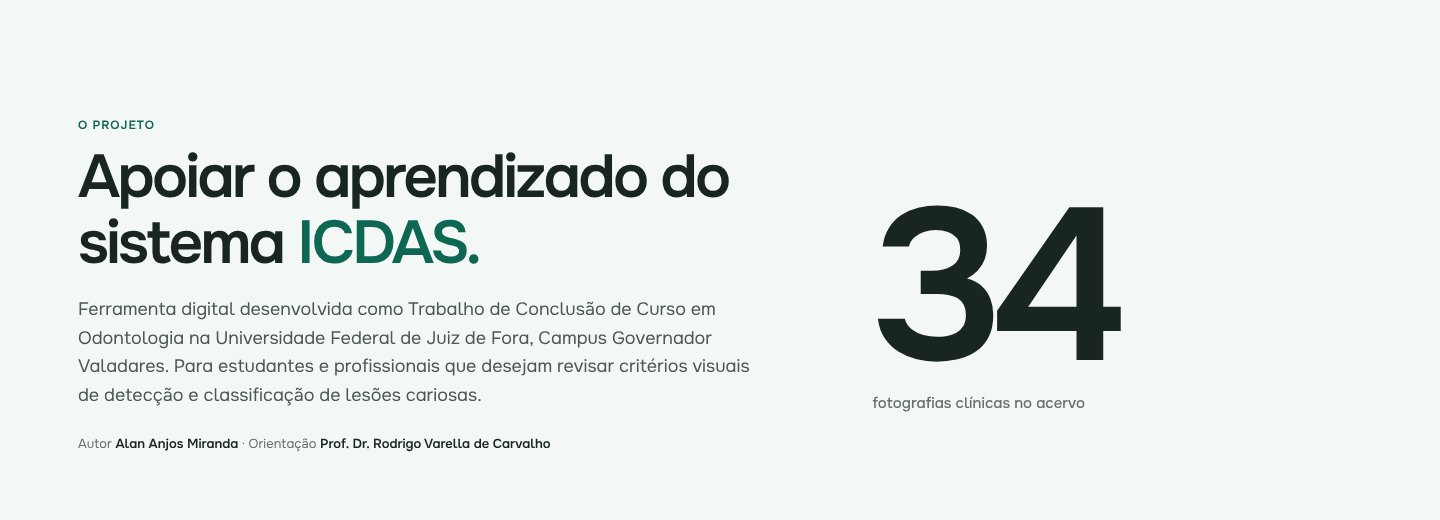 O PROJETO
Apoiar o aprendizado do
sistema ICDAS.
Ferramenta digital desenvolvida como Trabalho de Conclusão de Curso em
Odontologia na Universidade Federal de Juiz de Fora, Campus Governador
Valadares. Para estudantes e profissionais que desejam revisar critérios visuais
de detecção e classificação de lesões cariosas.
Autor Alan Anjos Miranda · Orientação Prof. Dr. Rodrigo Varella de Carvalho
34
fotografias clínicas no acervo